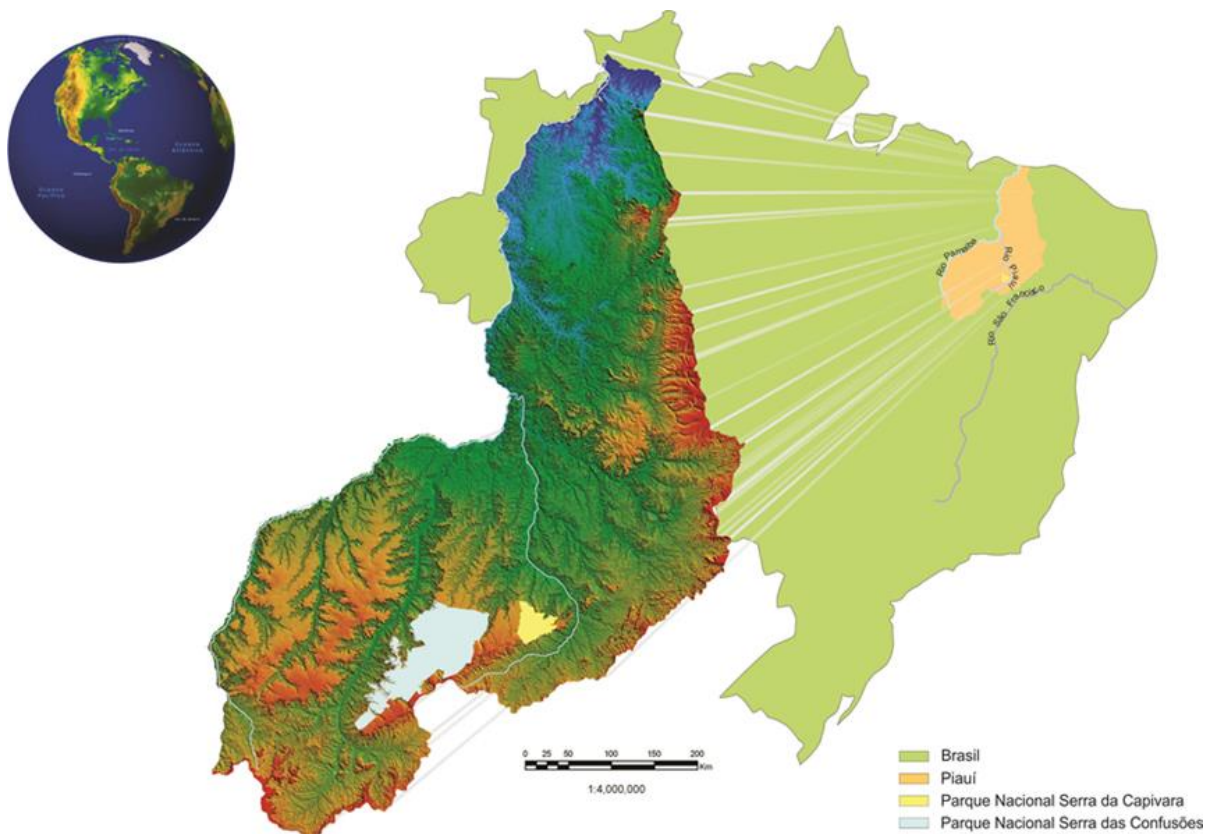 Rio Parnaíba
Rio Piauí
Rio São Francisco
0 25 50 100 150 200
Km
1:4,000,000
Brasil
Piauí
Parque Nacional Serra da Capivara
Parque Nacional Serra das Confusões